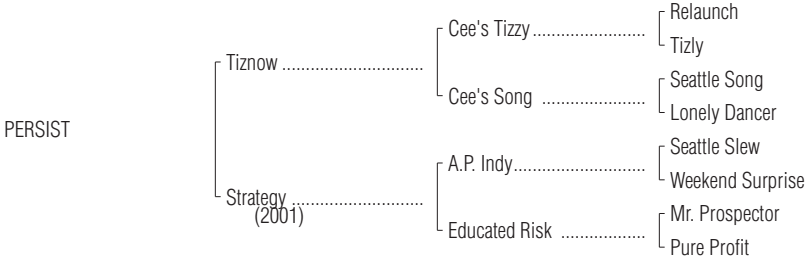 Relaunch
Cee's Tizzy........................
Tizly
Tiznow ..............................
Seattle Song
Cee's Song ......................
Lonely Dancer
PERSIST
Seattle Slew
A.P. Indy............................
Weekend Surprise
Strategy ............................
(2001)
Mr. Prospector
Educated Risk ..................
Pure Profit